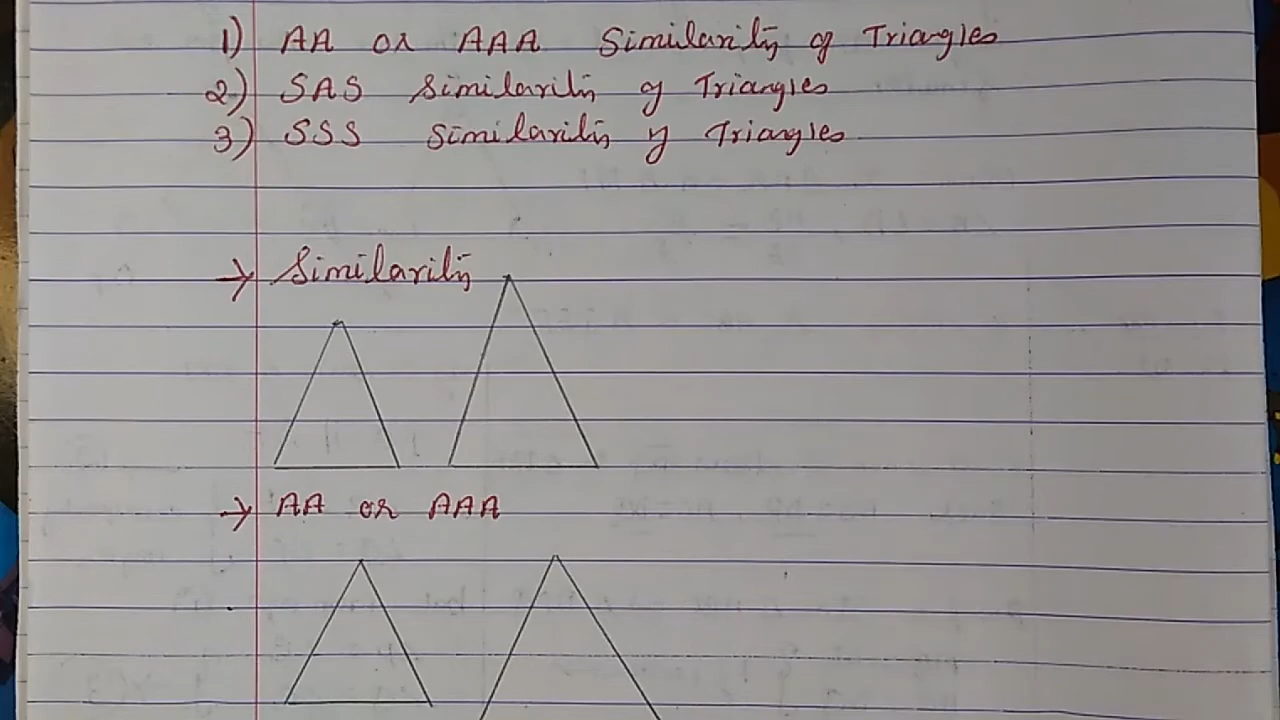 1) AA or AAA Similarity of Triangles
2) SAS Similarity of Triangles
3) SSS Similarity of Triangles
→ Similarity
→ AA or AAA